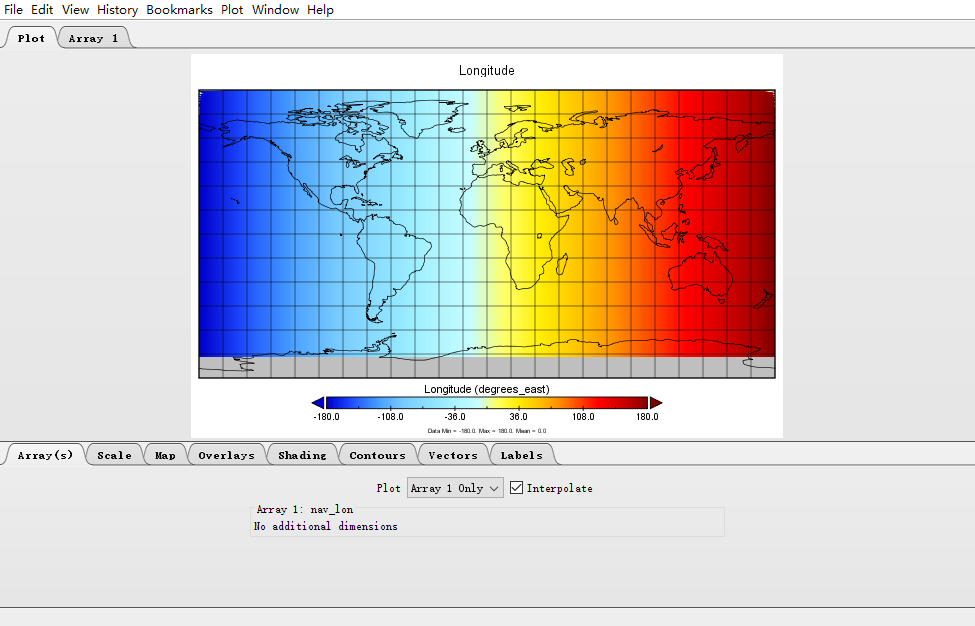 File Edit View History Bookmarks Plot Window Help
Plot Array 1
Longitude
Longitude (degrees_east)
-180.0 -108.0 -36.0 36.0 108.0 180.0
Data Min = -180.0, Max = 180.0, Mean = 0.0
Array(s) Scale Map Overlays Shading Contours Vectors Labels
Plot Array 1 Only Interpolate
Array 1: nav_lon
No additional dimensions